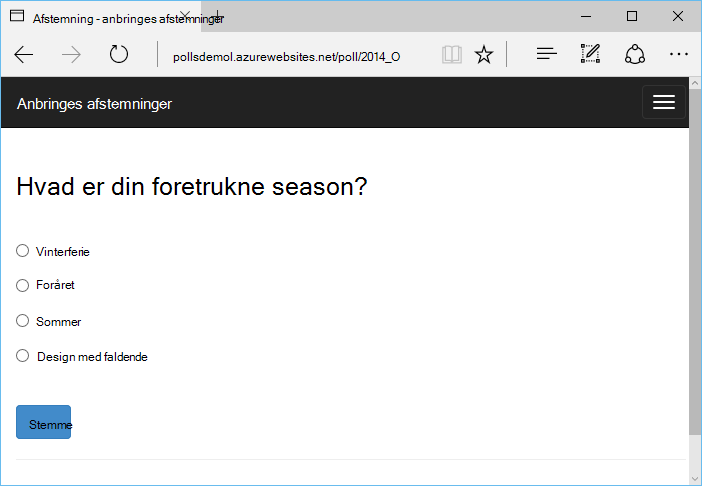 Afstemning - anbringes afstemninger
pollsdemol.azurewebsites.net/poll/2014_O
Anbringes afstemninger
Hvad er din foretrukne season?
Vinterferie
Foråret
Sommer
Design med faldende
Stemme